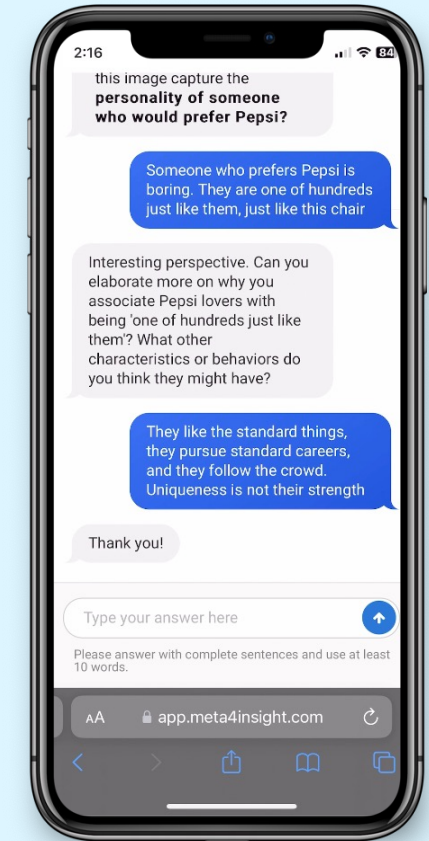 2:16
84
this image capture the
personality of someone
who would prefer Pepsi?
Someone who prefers Pepsi is
boring. They are one of hundreds
just like them, just like this chair
Interesting perspective. Can you
elaborate more on why you
associate Pepsi lovers with
being 'one of hundreds just like
them'? What other
characteristics or behaviors do
you think they might have?
They like the standard things,
they pursue standard careers,
and they follow the crowd.
Uniqueness is not their strength
Thank you!
Type your answer here
Please answer with complete sentences and use at least
10 words.
AA app.meta4insight.com